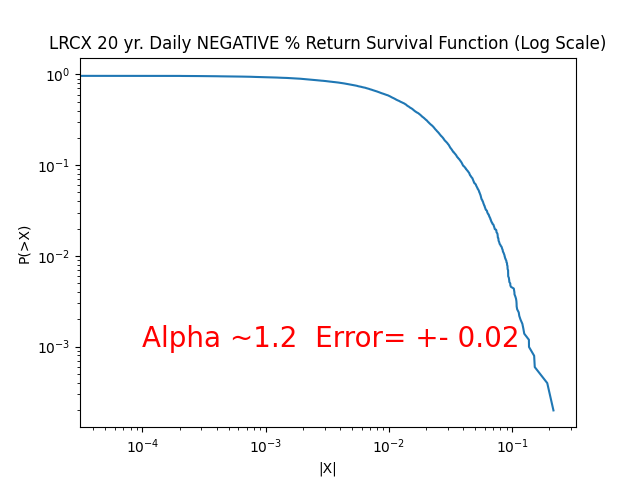 LRCX 20 yr. Daily NEGATIVE % Return Survival Function (Log Scale)
10⁰
10⁻¹
10⁻²
10⁻³
P(>X)
Alpha ~1.2  Error= +- 0.02
10⁻⁴
10⁻³
10⁻²
10⁻¹
|X|